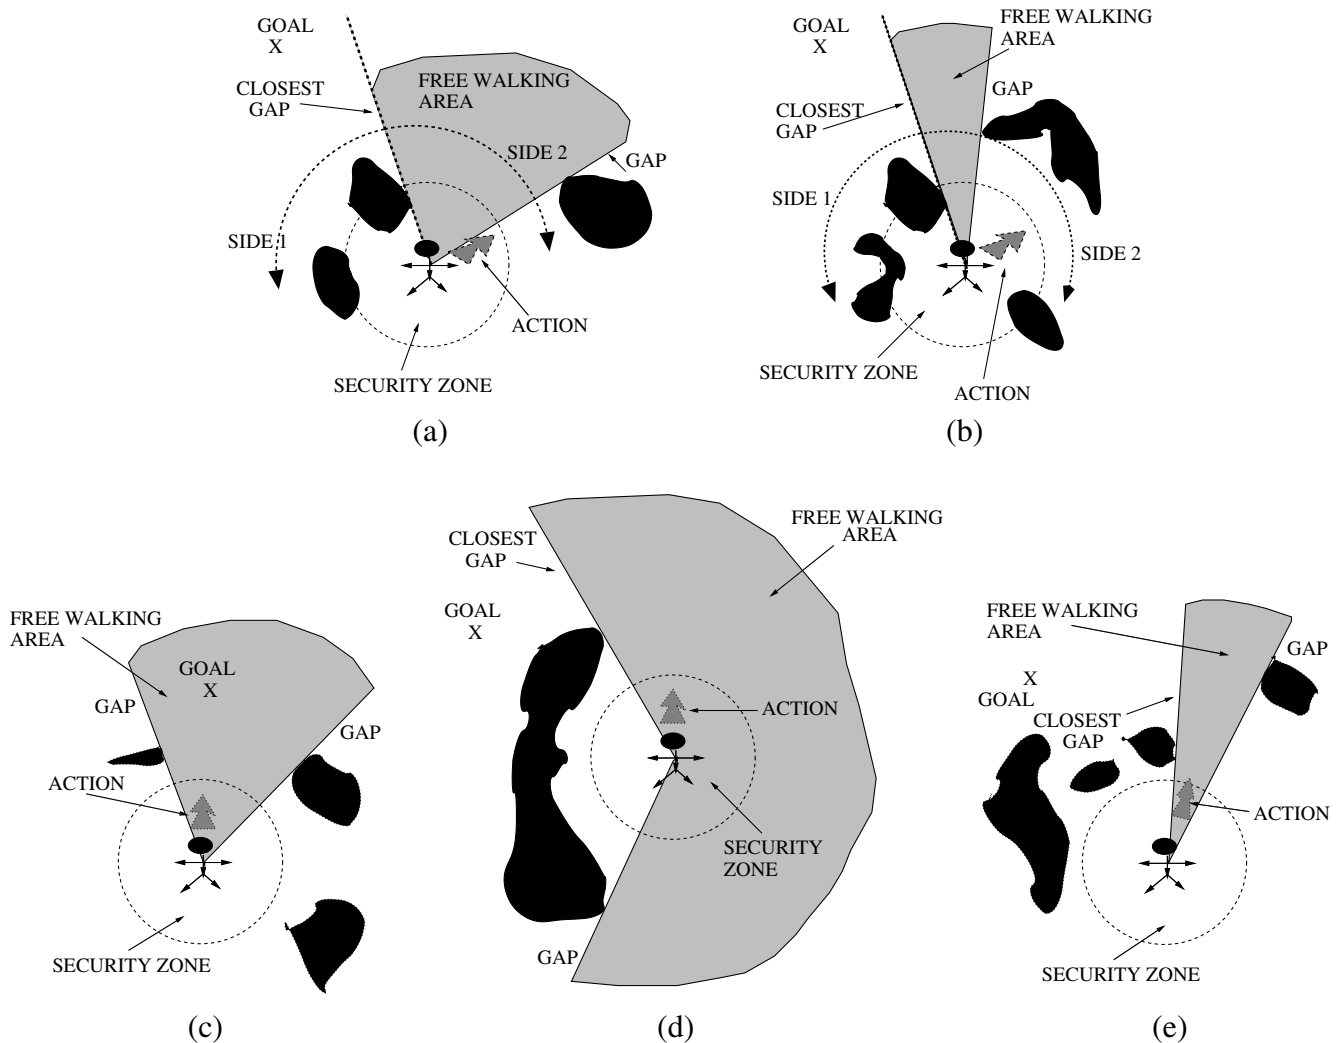 GOAL
X
CLOSEST
GAP
FREE WALKING
AREA
SIDE 2
GAP
SIDE 1
ACTION
SECURITY ZONE
(a)
GOAL
X
FREE WALKING
AREA
GAP
CLOSEST
GAP
SIDE 1
SIDE 2
SECURITY ZONE
ACTION
(b)
FREE WALKING
AREA
GOAL
X
GAP
GAP
ACTION
SECURITY ZONE
(c)
CLOSEST
GAP
FREE WALKING
AREA
GOAL
X
ACTION
SECURITY
ZONE
GAP
(d)
FREE WALKING
AREA
GAP
X
GOAL
CLOSEST
GAP
ACTION
SECURITY ZONE
(e)